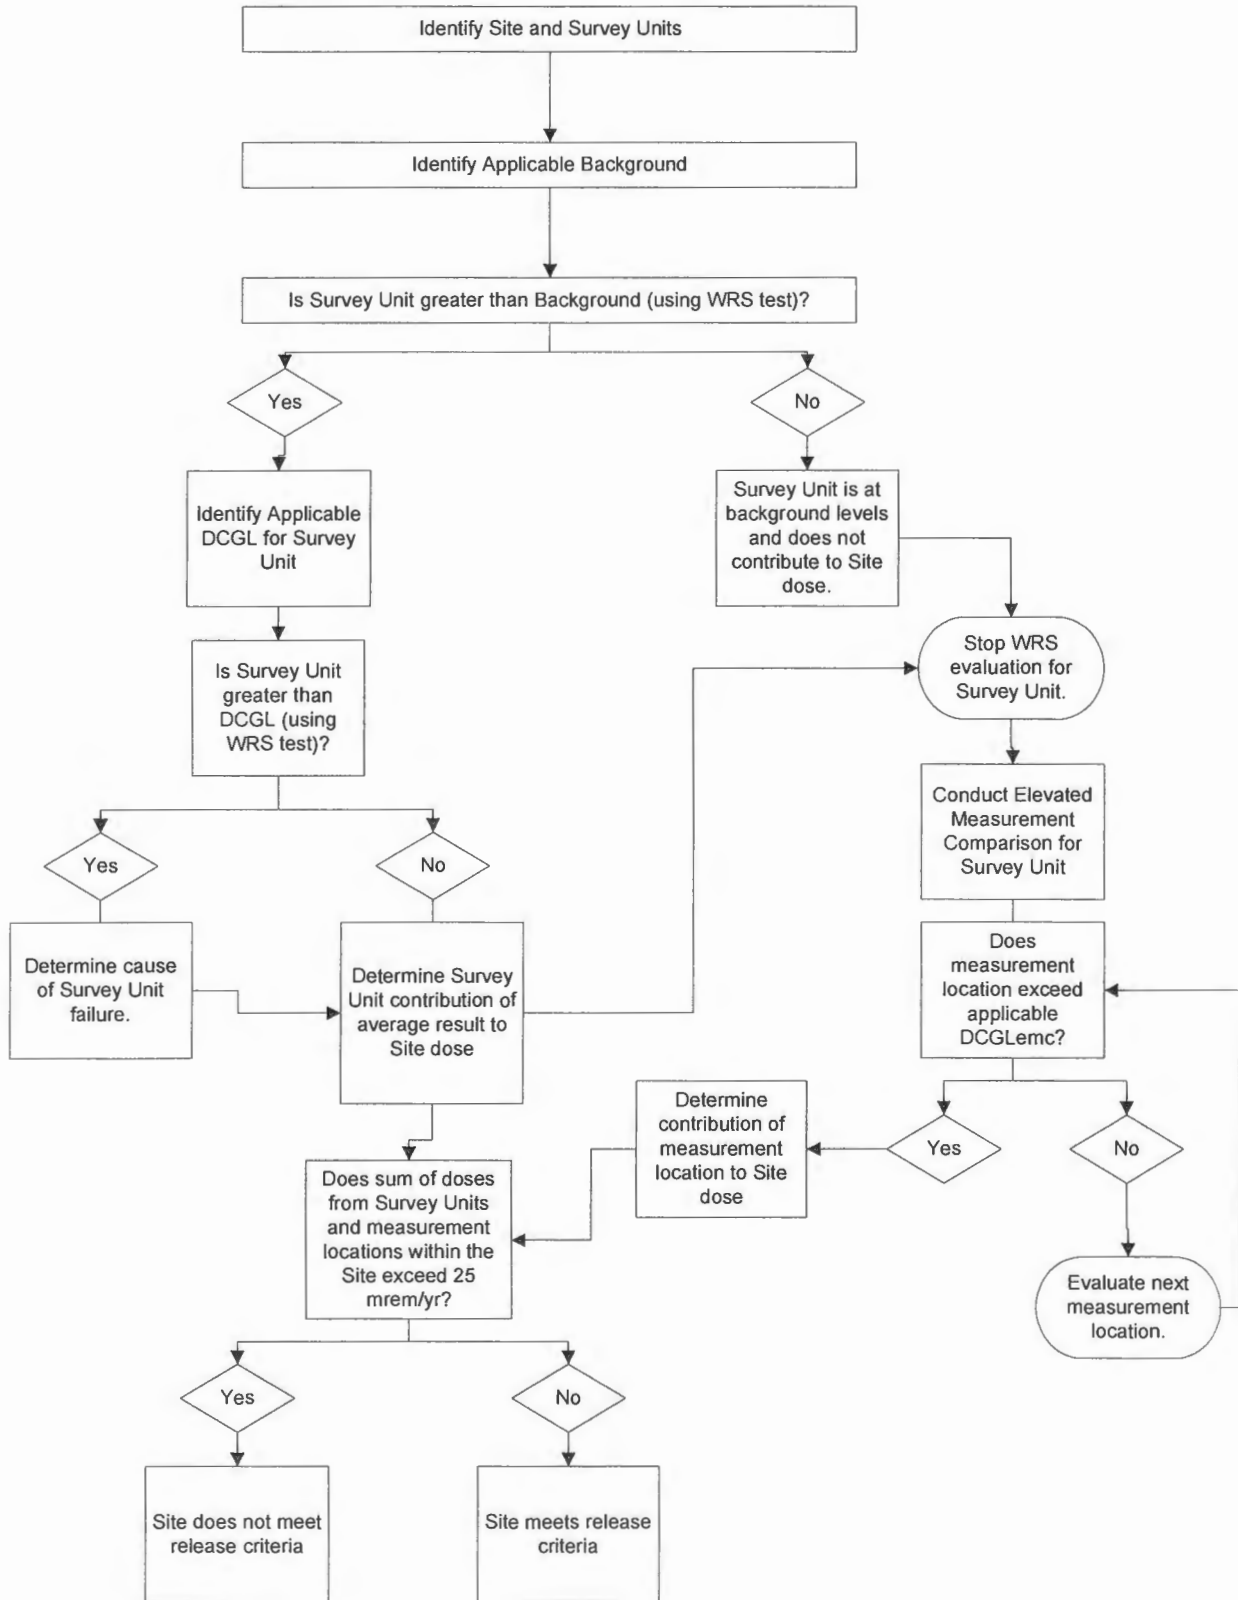 Identify Site and Survey Units
Identify Applicable Background
Is Survey Unit greater than Background (using WRS test)?
Yes
No
Identify Applicable
DCGL for Survey
Unit
Survey Unit is at
background levels
and does not
contribute to Site
dose.
Is Survey Unit
greater than
DCGL (using
WRS test)?
Stop WRS
evaluation for
Survey Unit.
Conduct Elevated
Measurement
Comparison for
Survey Unit
Yes
No
Determine cause
of Survey Unit
failure.
Determine Survey
Unit contribution of
average result to
Site dose
Does
measurement
location exceed
applicable
DCGLemc?
Determine
contribution of
measurement
location to Site
dose
Yes
No
Does sum of doses
from Survey Units
and measurement
locations within the
Site exceed 25
mrem/yr?
Evaluate next
measurement
location.
Yes
No
Site does not meet
release criteria
Site meets release
criteria